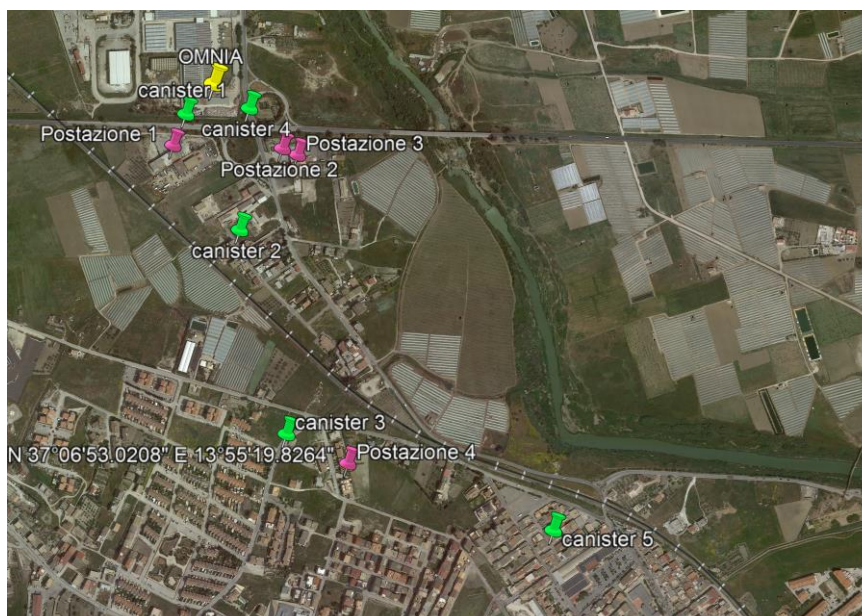 OMNIA
canister 1
canister 4
Postazione 1
Postazione 3
Postazione 2
canister 2
canister 3
N 37°06'53.0208" E 13°55'19.8264"
Postazione 4
canister 5